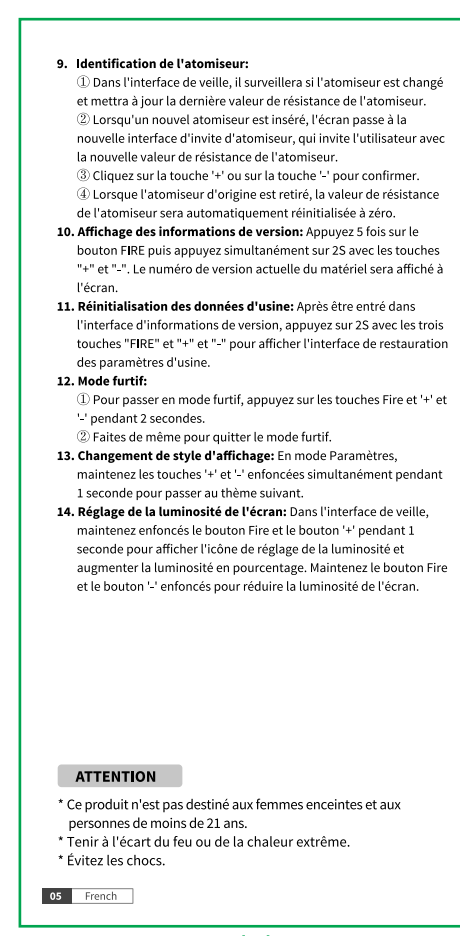 9. Identification de l'atomiseur:
① Dans l'interface de veille, il surveillera si l'atomiseur est changé
et mettra à jour la dernière valeur de résistance de l'atomiseur.
② Lorsqu'un nouvel atomiseur est inséré, l'écran passe à la
nouvelle interface d'invite d'atomiseur, qui invite l'utilisateur avec
la nouvelle valeur de résistance de l'atomiseur.
③ Cliquez sur la touche '+' ou sur la touche '-' pour confirmer.
④ Lorsque l'atomiseur d'origine est retiré, la valeur de résistance
de l'atomiseur sera automatiquement réinitialisée à zéro.
10. Affichage des informations de version: Appuyez 5 fois sur le
bouton FIRE puis appuyez simultanément sur 2S avec les touches
"+" et "-". Le numéro de version actuelle du matériel sera affiché à
l'écran.
11. Réinitialisation des données d'usine: Après être entré dans
l'interface d'informations de version, appuyez sur 2S avec les trois
touches "FIRE" et "+" et "-" pour afficher l'interface de restauration
des paramètres d'usine.
12. Mode furtif:
① Pour passer en mode furtif, appuyez sur les touches Fire et '+' et
'-' pendant 2 secondes.
② Faites de même pour quitter le mode furtif.
13. Changement de style d'affichage: En mode Paramètres,
maintenez les touches '+' et '-' enfoncées simultanément pendant
1 seconde pour passer au thème suivant.
14. Réglage de la luminosité de l'écran: Dans l'interface de veille,
maintenez enfoncés le bouton Fire et le bouton '+' pendant 1
seconde pour afficher l'icône de réglage de la luminosité et
augmenter la luminosité en pourcentage. Maintenez le bouton Fire
et le bouton '-' enfoncés pour réduire la luminosité de l'écran.
ATTENTION
* Ce produit n'est pas destiné aux femmes enceintes et aux
personnes de moins de 21 ans.
* Tenir à l'écart du feu ou de la chaleur extrême.
* Évitez les chocs.
05 French